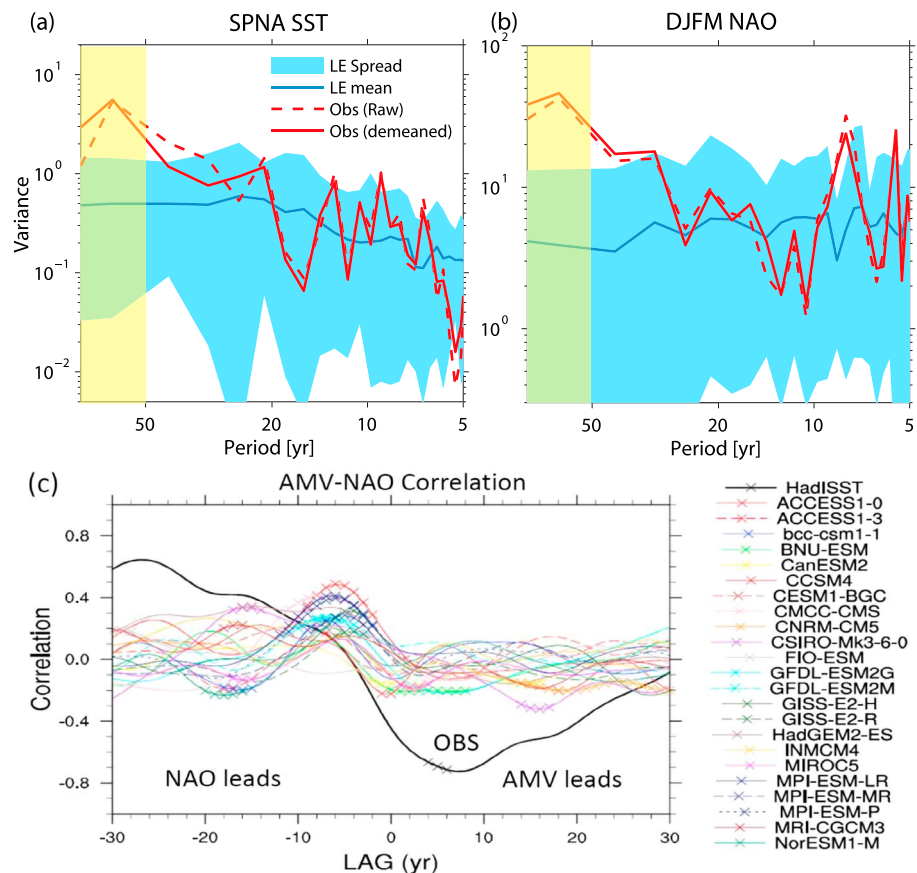 (a) SPNA SST
10^1
10^0
10^-1
10^-2
Variance
LE Spread
LE mean
Obs (Raw)
Obs (demeaned)
50 20 10 5
Period [yr]
(b) DJFM NAO
10^2
10^1
10^0
50 20 10 5
Period [yr]
(c) AMV-NAO Correlation
0.8
0.4
0.0
-0.4
-0.8
Correlation
OBS
NAO leads
AMV leads
-30 -20 -10 0 10 20 30
LAG (yr)
HadISST
ACCESS1-0
ACCESS1-3
bcc-csm1-1
BNU-ESM
CanESM2
CCSM4
CESM1-BGC
CMCC-CMS
CNRM-CM5
CSIRO-Mk3-6-0
FIO-ESM
GFDL-ESM2G
GFDL-ESM2M
GISS-E2-H
GISS-E2-R
HadGEM2-ES
INMCM4
MIROC5
MPI-ESM-LR
MPI-ESM-MR
MPI-ESM-P
MRI-CGCM3
NorESM1-M